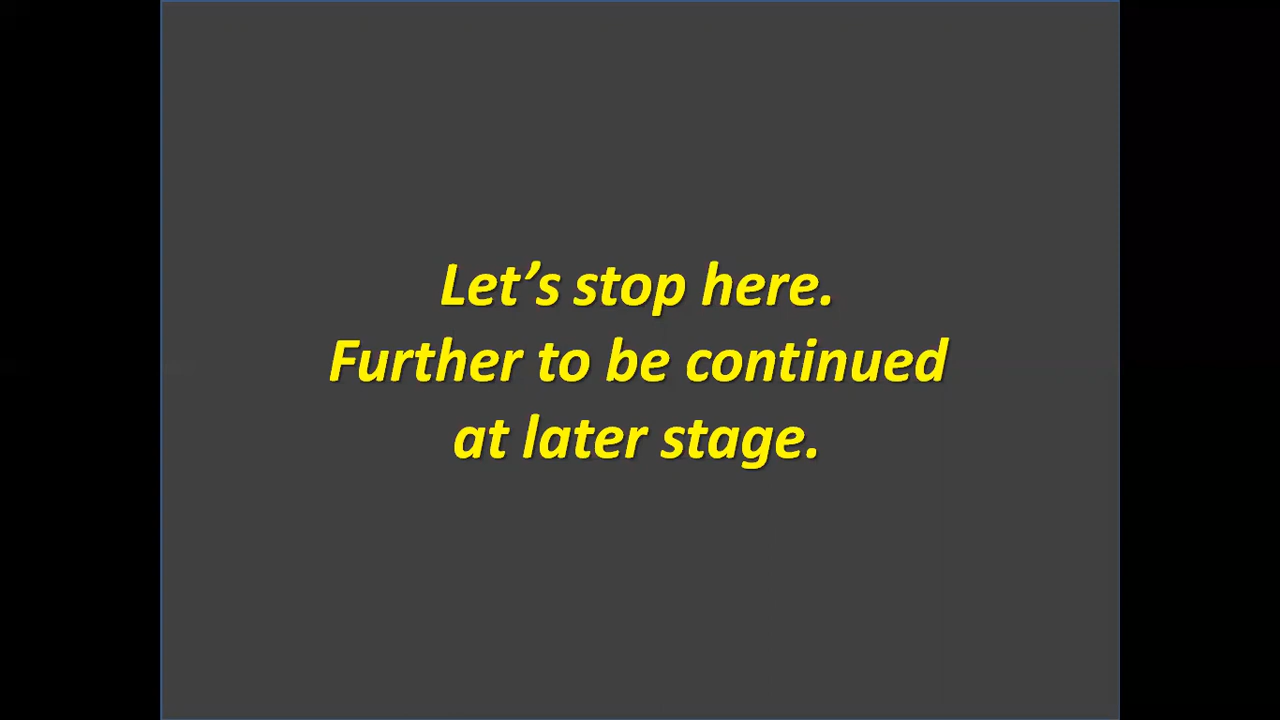 Let’s stop here.
Further to be continued
at later stage.